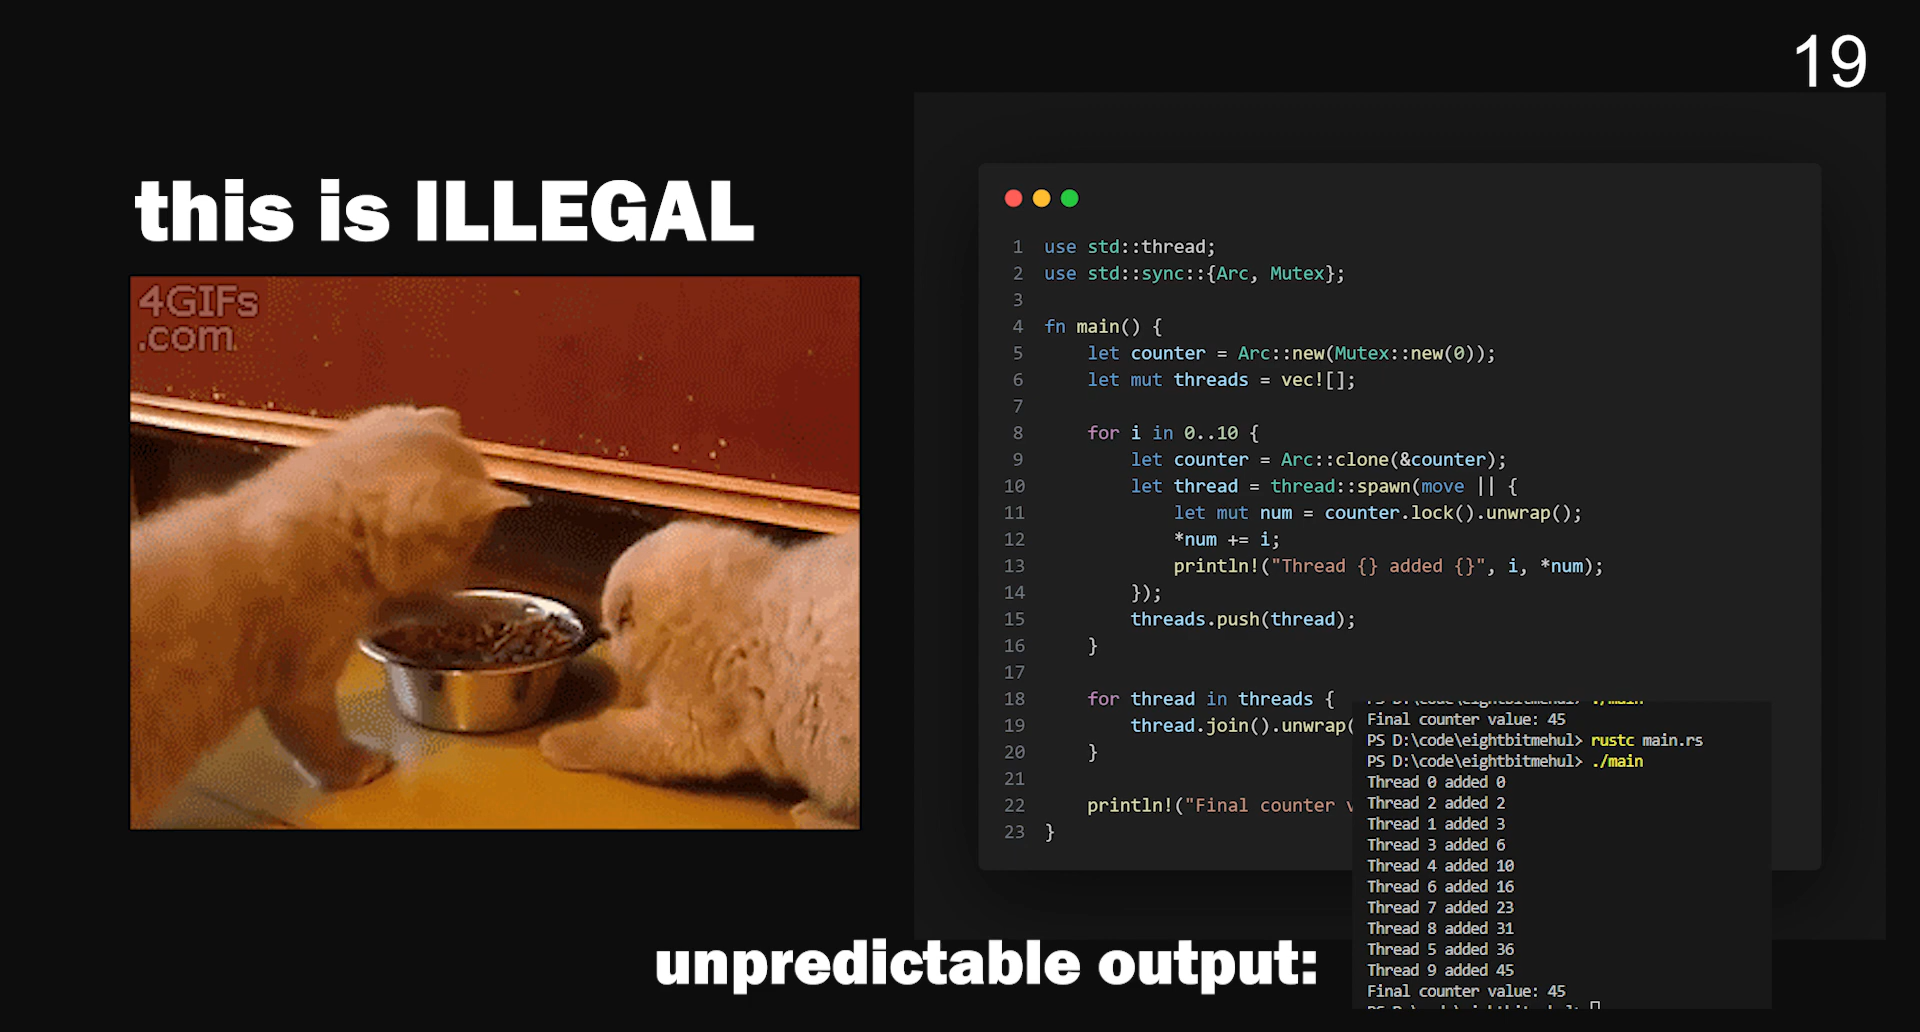 19
this is ILLEGAL
4GIFs
.com
1 use std::thread;
2 use std::sync::{Arc, Mutex};
3
4 fn main() {
5 let counter = Arc::new(Mutex::new(0));
6 let mut threads = vec![];
7
8 for i in 0..10 {
9 let counter = Arc::clone(&counter);
10 let thread = thread::spawn(move || {
11 let mut num = counter.lock().unwrap();
12 *num += i;
13 println!("Thread {} added {}", i, *num);
14 });
15 threads.push(thread);
16 }
17
18 for thread in threads {
19 thread.join().unwrap(
20 }
21
22 println!("Final counter v
23 }
PS D:\code\eightbitmehul> ./main
Final counter value: 45
PS D:\code\eightbitmehul> rustc main.rs
PS D:\code\eightbitmehul> ./main
Thread 0 added 0
Thread 2 added 2
Thread 1 added 3
Thread 3 added 6
Thread 4 added 10
Thread 6 added 16
Thread 7 added 23
Thread 8 added 31
Thread 5 added 36
Thread 9 added 45
Final counter value: 45
unpredictable output: